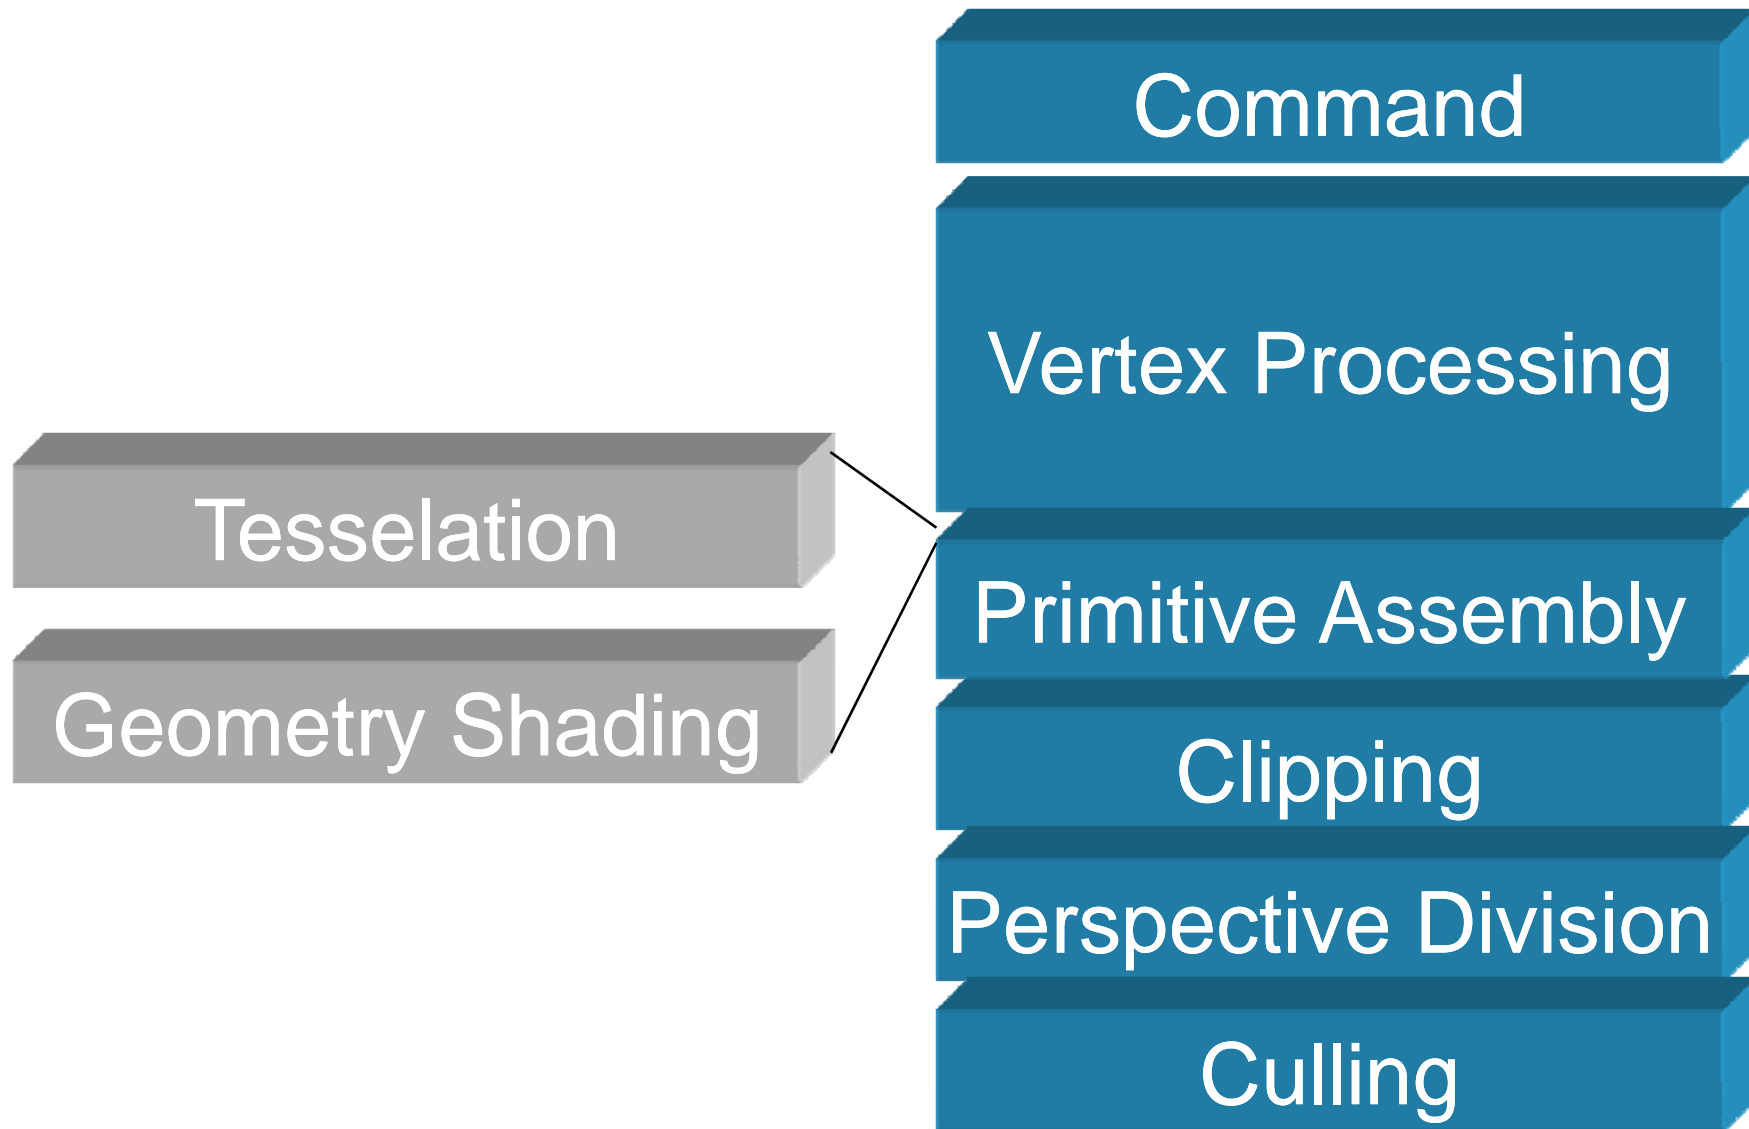 Command
Vertex Processing
Tesselation
Primitive Assembly
Geometry Shading
Clipping
Perspective Division
Culling